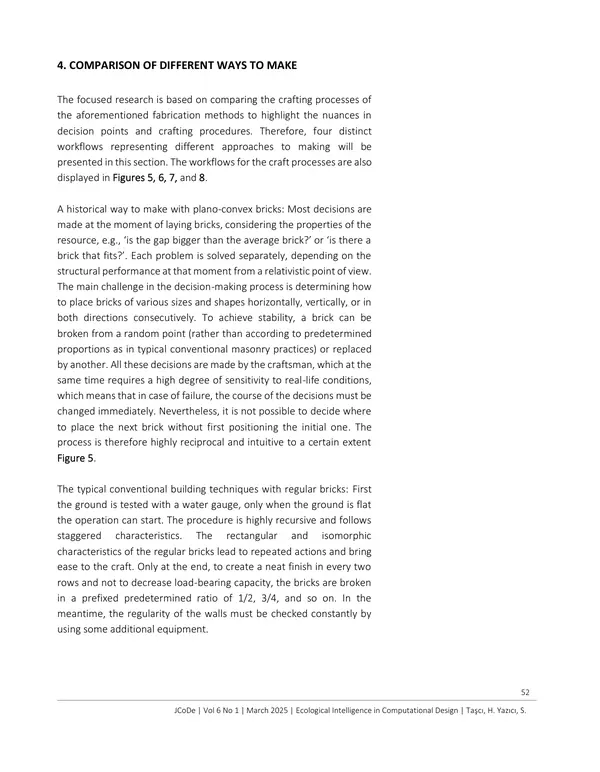 4. COMPARISON OF DIFFERENT WAYS TO MAKE
The focused research is based on comparing the crafting processes of
the aforementioned fabrication methods to highlight the nuances in
decision points and crafting procedures. Therefore, four distinct
workflows representing different approaches to making will be
presented in this section. The workflows for the craft processes are also
displayed in Figures 5, 6, 7, and 8.
A historical way to make with plano-convex bricks: Most decisions are
made at the moment of laying bricks, considering the properties of the
resource, e.g., ‘is the gap bigger than the average brick?’ or ‘is there a
brick that fits?’. Each problem is solved separately, depending on the
structural performance at that moment from a relativistic point of view.
The main challenge in the decision-making process is determining how
to place bricks of various sizes and shapes horizontally, vertically, or in
both directions consecutively. To achieve stability, a brick can be
broken from a random point (rather than according to predetermined
proportions as in typical conventional masonry practices) or replaced
by another. All these decisions are made by the craftsman, which at the
same time requires a high degree of sensitivity to real-life conditions,
which means that in case of failure, the course of the decisions must be
changed immediately. Nevertheless, it is not possible to decide where
to place the next brick without first positioning the initial one. The
process is therefore highly reciprocal and intuitive to a certain extent
Figure 5.
The typical conventional building techniques with regular bricks: First
the ground is tested with a water gauge, only when the ground is flat
the operation can start. The procedure is highly recursive and follows
staggered characteristics. The rectangular and isomorphic
characteristics of the regular bricks lead to repeated actions and bring
ease to the craft. Only at the end, to create a neat finish in every two
rows and not to decrease load-bearing capacity, the bricks are broken
in a prefixed predetermined ratio of 1/2, 3/4, and so on. In the
meantime, the regularity of the walls must be checked constantly by
using some additional equipment.
52
JCoDe | Vol 6 No 1 | March 2025 | Ecological Intelligence in Computational Design | Taşcı, H. Yazıcı, S.